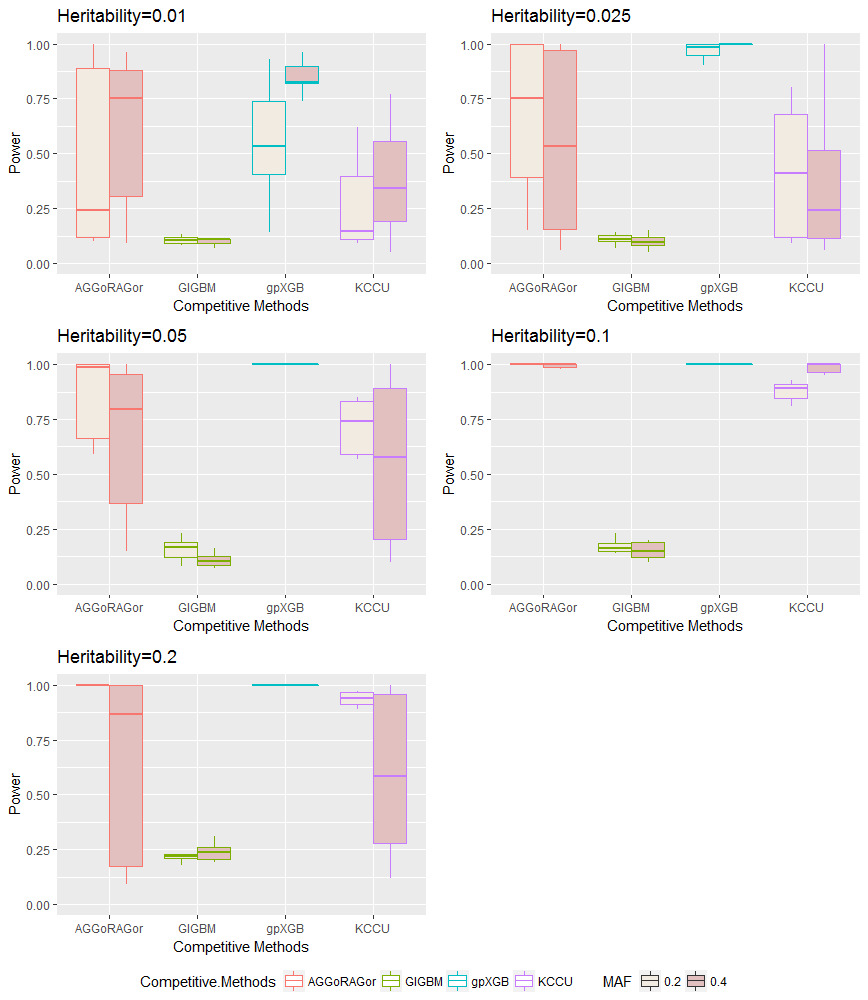 Heritability=0.01
1.00
0.75
0.50
0.25
0.00
Power
AGGoRAGor GIGBM gpXGB KCCU
Competitive Methods
Heritability=0.025
1.00
0.75
0.50
0.25
0.00
Power
AGGoRAGor GIGBM gpXGB KCCU
Competitive Methods
Heritability=0.05
1.00
0.75
0.50
0.25
0.00
Power
AGGoRAGor GIGBM gpXGB KCCU
Competitive Methods
Heritability=0.1
1.00
0.75
0.50
0.25
0.00
Power
AGGoRAGor GIGBM gpXGB KCCU
Competitive Methods
Heritability=0.2
1.00
0.75
0.50
0.25
0.00
Power
AGGoRAGor GIGBM gpXGB KCCU
Competitive Methods
Competitive.Methods AGGoRAGor GIGBM gpXGB KCCU MAF 0.2 0.4